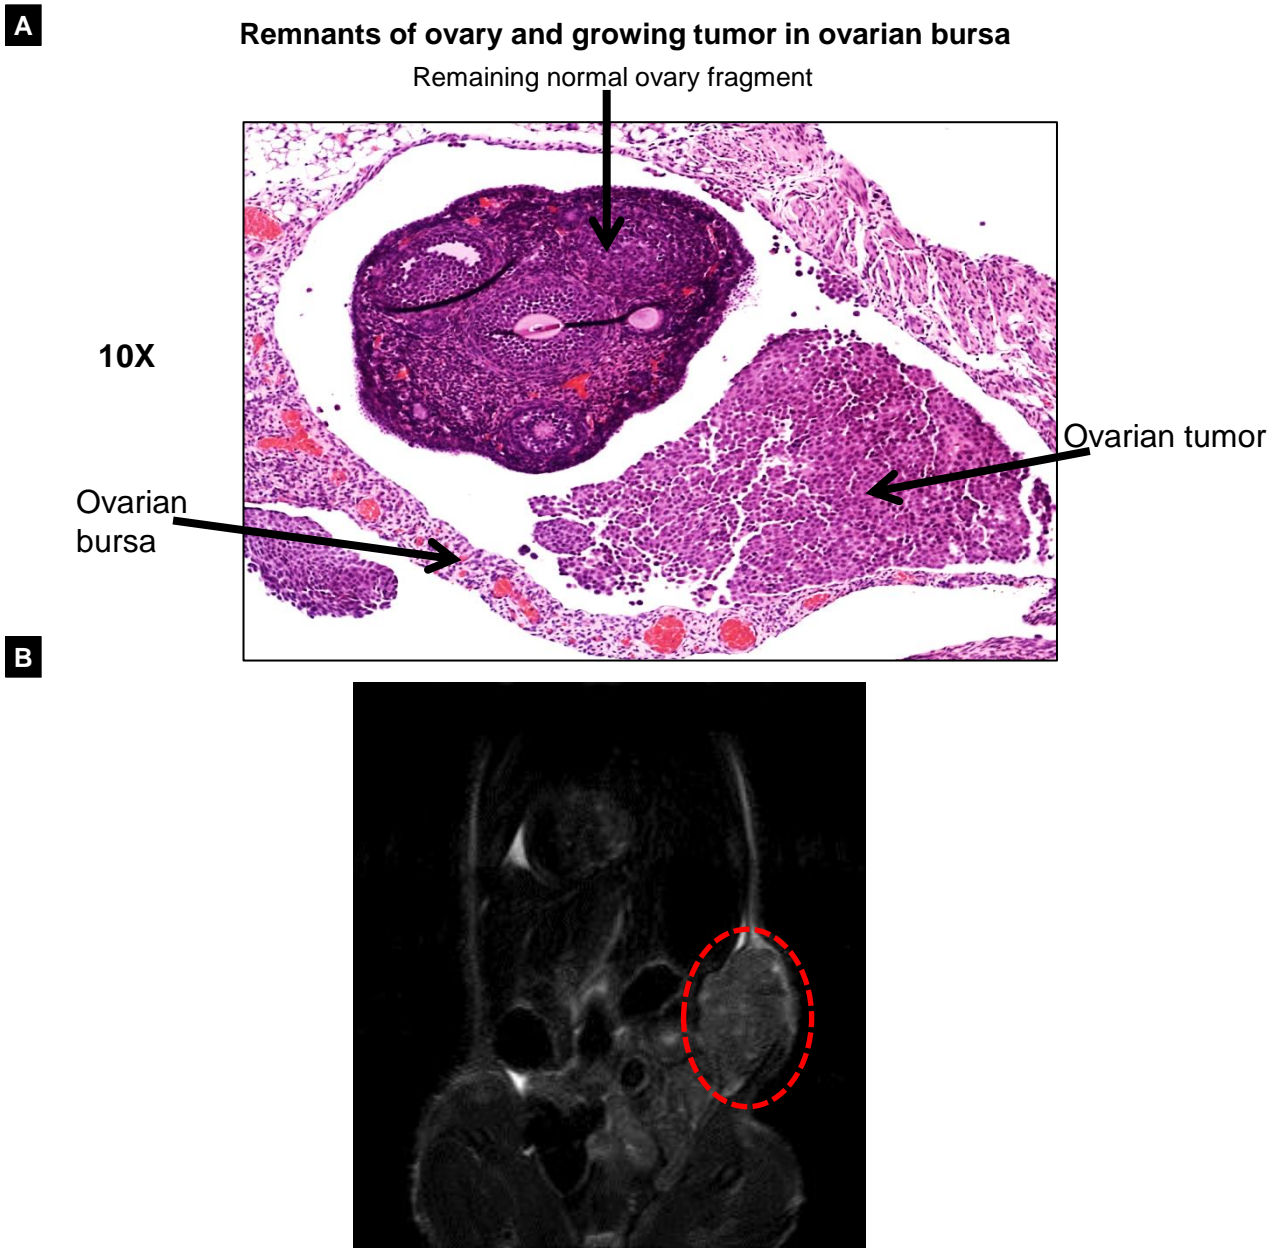 A
Remnants of ovary and growing tumor in ovarian bursa
Remaining normal ovary fragment
10X
Ovarian tumor
Ovarian
bursa
B